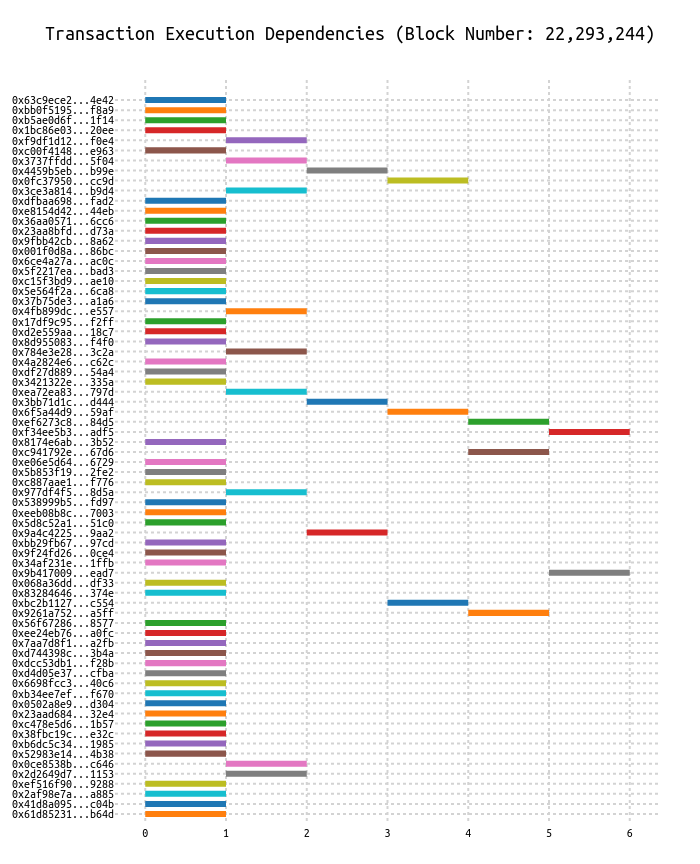 Transaction Execution Dependencies (Block Number: 22,293,244)
0x63c9ece2...4e42
0xbb0f5195...f8a9
0xb5ae0d6f...1f14
0x1bc86e03...20ee
0xf9df1d12...f0e4
0xc00f4148...e963
0x3737ffdd...5f04
0x4459b5eb...b99e
0x0fc37950...cc9d
0x3ce3a814...b9d4
0xdfbaa698...fad2
0xe8154d42...44eb
0x36aa0571...6cc6
0x23aa8bfd...d73a
0x9fbb42cb...8a62
0x001f0d8a...86bc
0x6ce4a27a...ac0c
0x5f2217ea...bad3
0xc15f3bd9...ae10
0x5e564f2a...6ca8
0x37b75de3...a1a6
0x4fb899dc...e557
0x17df9c95...f2ff
0xd2e559aa...18c7
0x8d955083...f4f0
0x784e3e28...3c2a
0x4a2824e6...c62c
0xdf27d889...54a4
0x3421322e...335a
0xea72ea83...797d
0x3bb71d1c...d444
0x6f5a44d9...59af
0xef6273c8...84d5
0xf34ee5b3...adf5
0x8174e6ab...3b52
0xc941792e...67d6
0xe06e5d64...6729
0x5b853f19...2fe2
0xc887aae1...f776
0x977df4f5...8d5a
0x538999b5...fd97
0xeeb08b8c...7003
0x5d8c52a1...51c0
0x9a4c4225...9aa2
0xbb29fb67...97cd
0x9f24fd26...0ce4
0x34af231e...1ffb
0x9b417009...ead7
0x068a36dd...df33
0x83284646...374e
0xbc2b1127...c554
0x9261a752...a5ff
0x56f67286...8577
0xee24eb76...a0fc
0x7aa7d8f1...a2fb
0xd744398c...3b4a
0xdcc53db1...f28b
0xd4d05e37...cfba
0x6698fcc3...40c6
0xb34ee7ef...f670
0x0502a8e9...d304
0x23aad684...32e4
0xc478e5d6...1b57
0x38fbc19c...e32c
0xb6dc5c34...1985
0x52983e14...4b38
0x0ce8538b...c646
0x2d2649d7...1153
0xef516f90...9288
0x2af98e7a...a885
0x41d8a095...c04b
0x61d85231...b64d
0 1 2 3 4 5 6